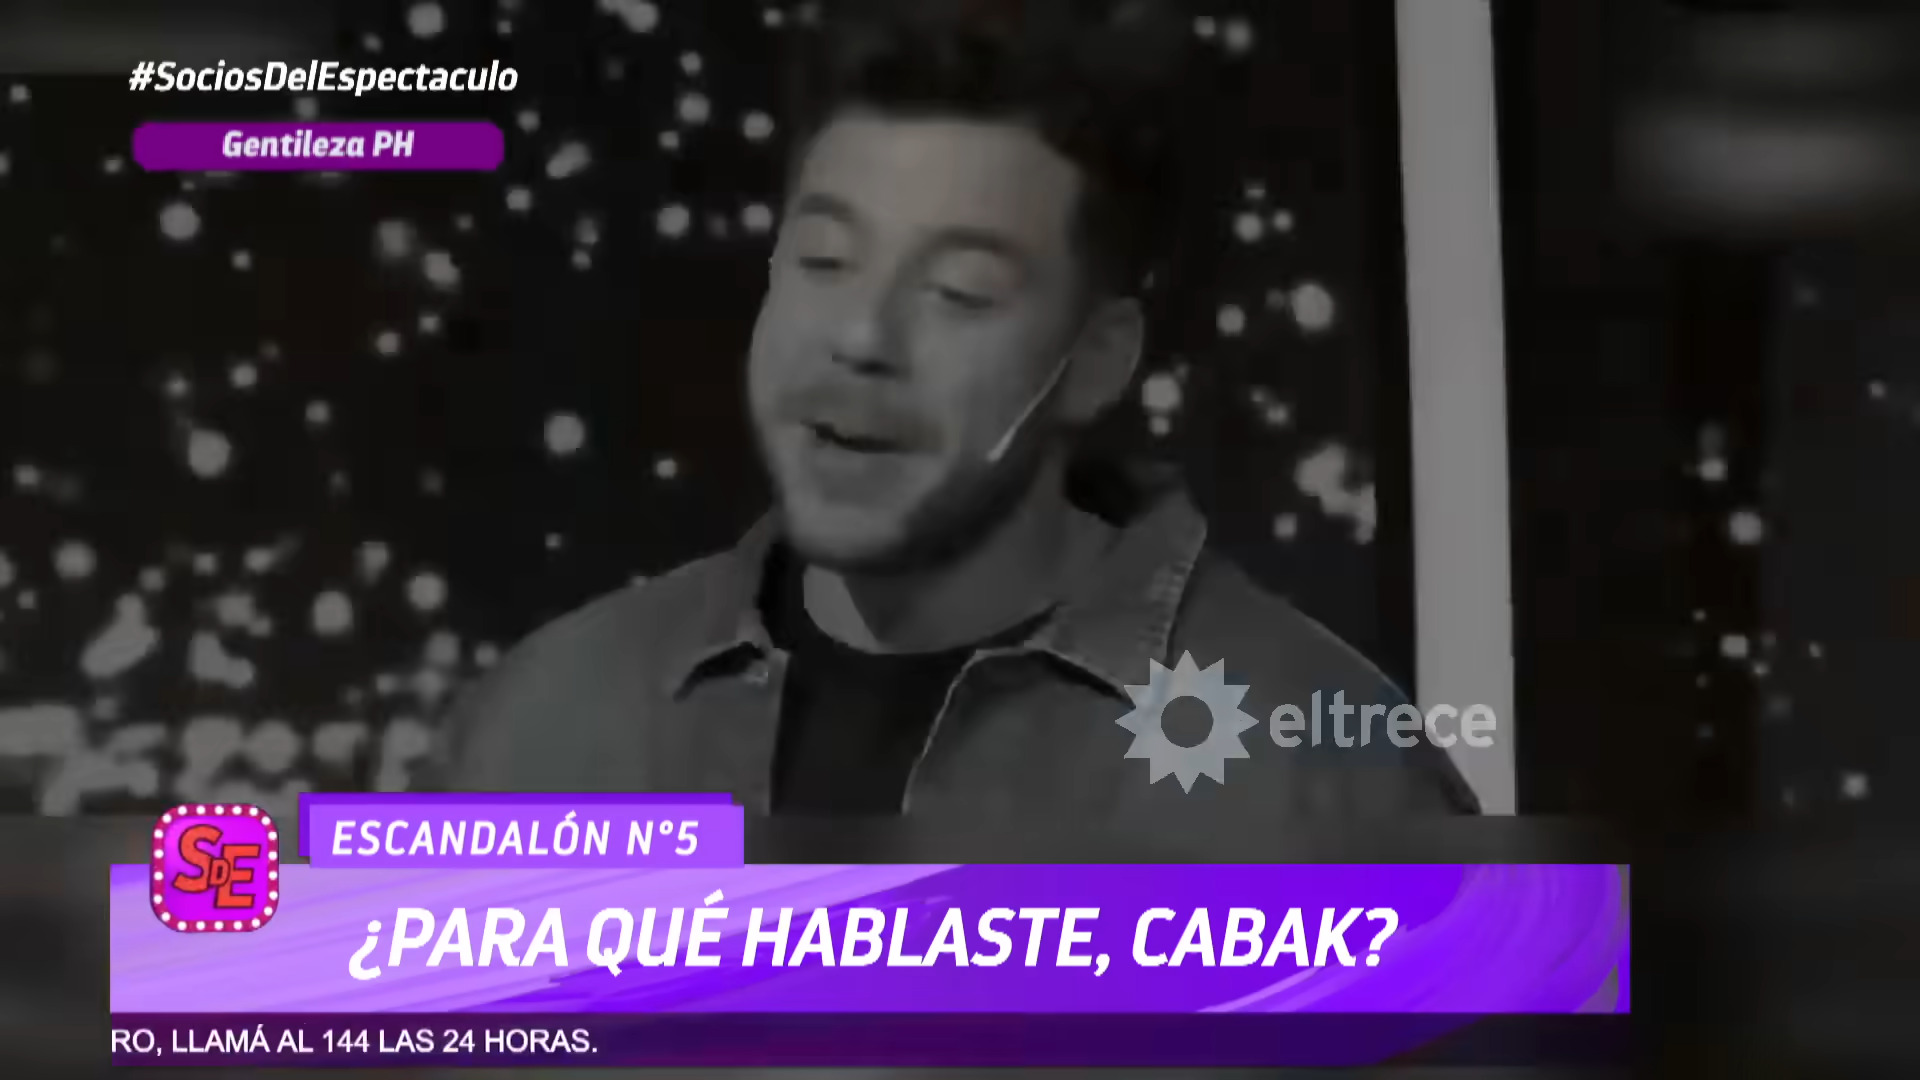 #SociosDelEspectaculo
Gentileza PH
eltrece
ESCANDALÓN N°5
SDE
¿PARA QUÉ HABLASTE, CABAK?
RO, LLAMÁ AL 144 LAS 24 HORAS.